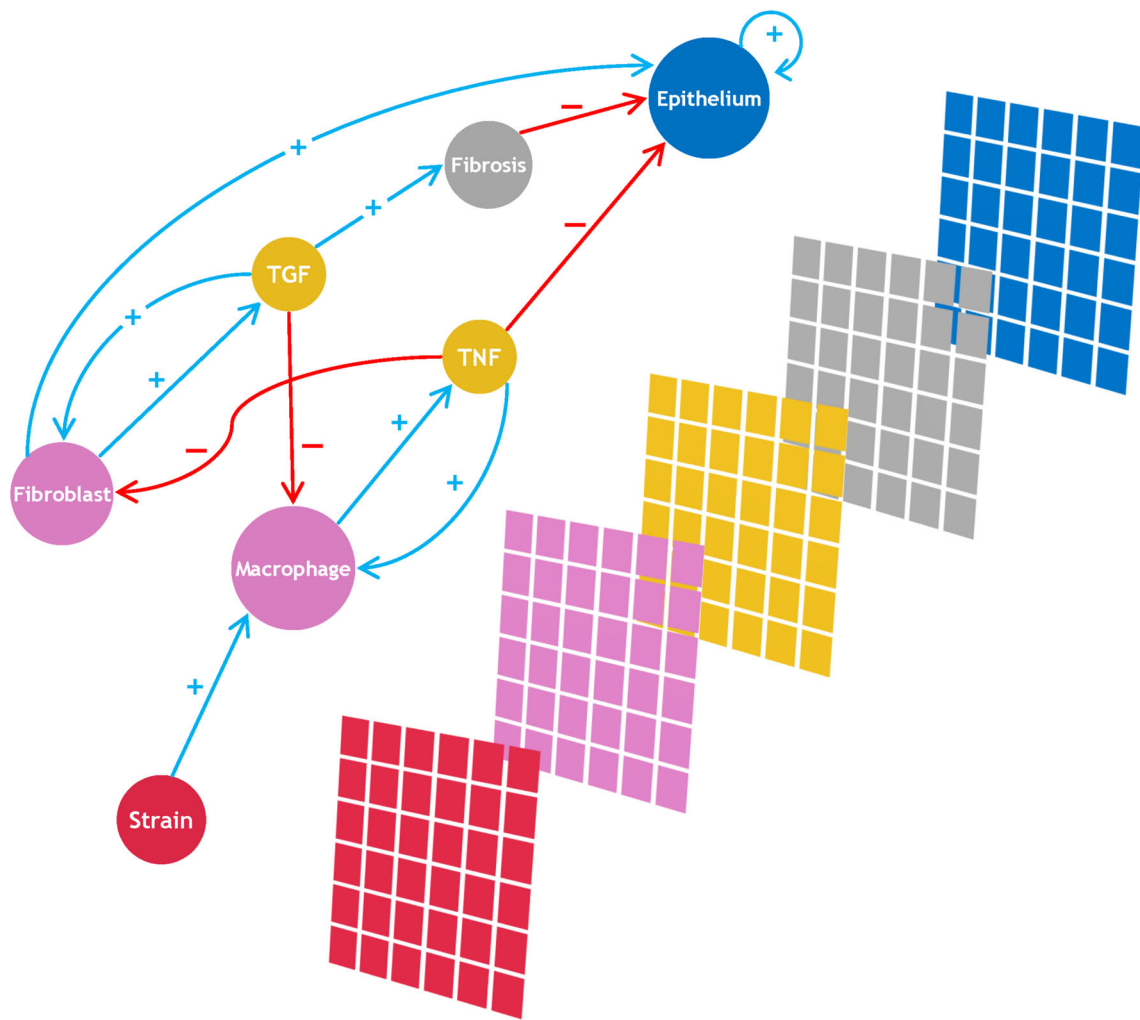 +
Epithelium
−
+
Fibrosis
+
−
TGF
+
TNF
+
+
−
−
+
Fibroblast
Macrophage
+
Strain